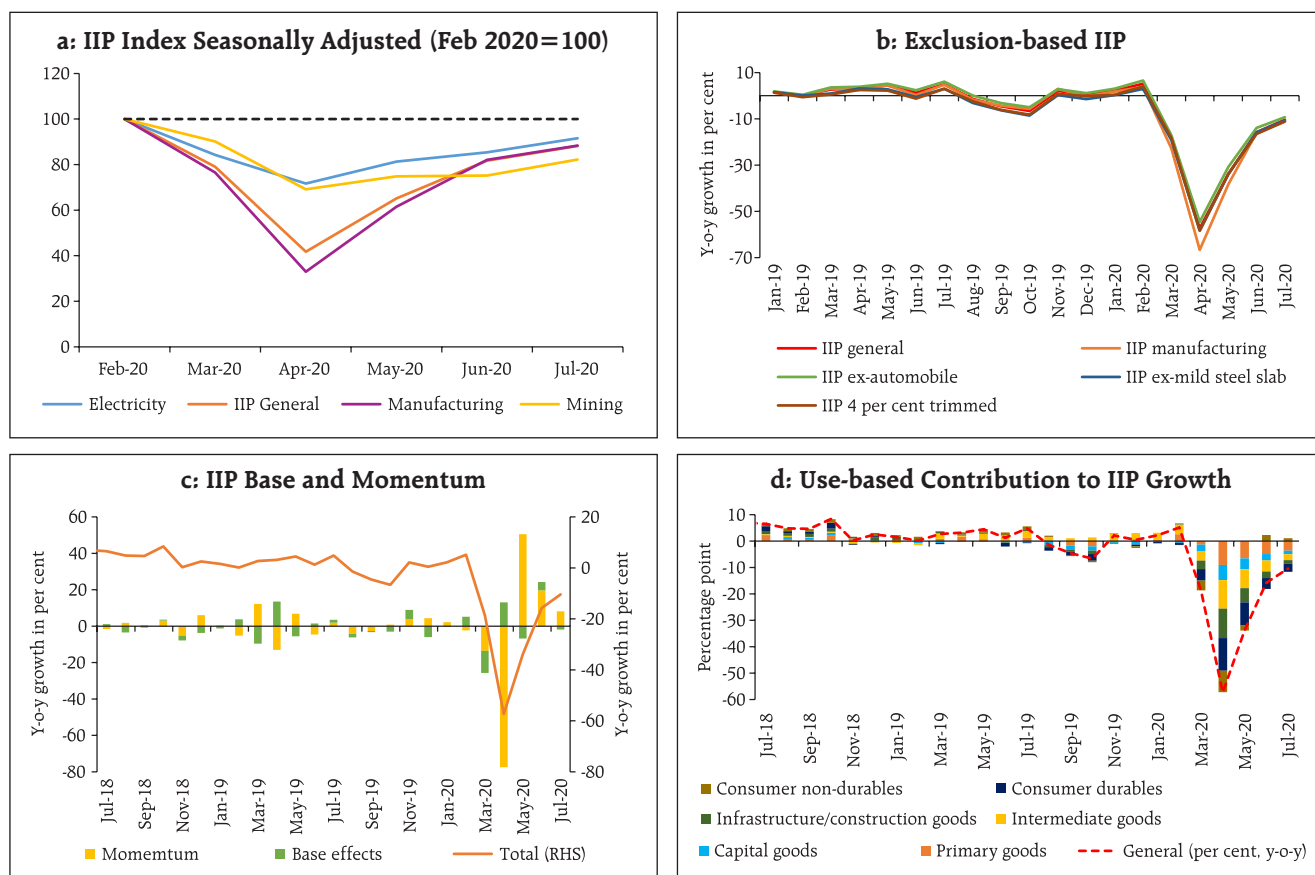 a: IIP Index Seasonally Adjusted (Feb 2020=100)
120
100
80
60
40
20
0
Feb-20 Mar-20 Apr-20 May-20 Jun-20 Jul-20
Electricity IIP General Manufacturing Mining
b: Exclusion-based IIP
Y-o-y growth in per cent
10
-10
-30
-50
-70
Jan-19 Feb-19 Mar-19 Apr-19 May-19 Jun-19 Jul-19 Aug-19 Sep-19 Oct-19 Nov-19 Dec-19 Jan-20 Feb-20 Mar-20 Apr-20 May-20 Jun-20 Jul-20
IIP general IIP manufacturing
IIP ex-automobile IIP ex-mild steel slab
IIP 4 per cent trimmed
c: IIP Base and Momentum
Y-o-y growth in per cent
60
40
20
0
-20
-40
-60
-80
20
0
-20
-40
-60
-80
Y-o-y growth in per cent
Jul-18 Sep-18 Nov-18 Jan-19 Mar-19 May-19 Jul-19 Sep-19 Nov-19 Jan-20 Mar-20 May-20 Jul-20
Momemtum Base effects Total (RHS)
d: Use-based Contribution to IIP Growth
Percentage point
10
0
-10
-20
-30
-40
-50
-60
Jul-18 Sep-18 Nov-18 Jan-19 Mar-19 May-19 Jul-19 Sep-19 Nov-19 Jan-20 Mar-20 May-20 Jul-20
Consumer non-durables Consumer durables
Infrastructure/construction goods Intermediate goods
Capital goods Primary goods General (per cent, y-o-y)